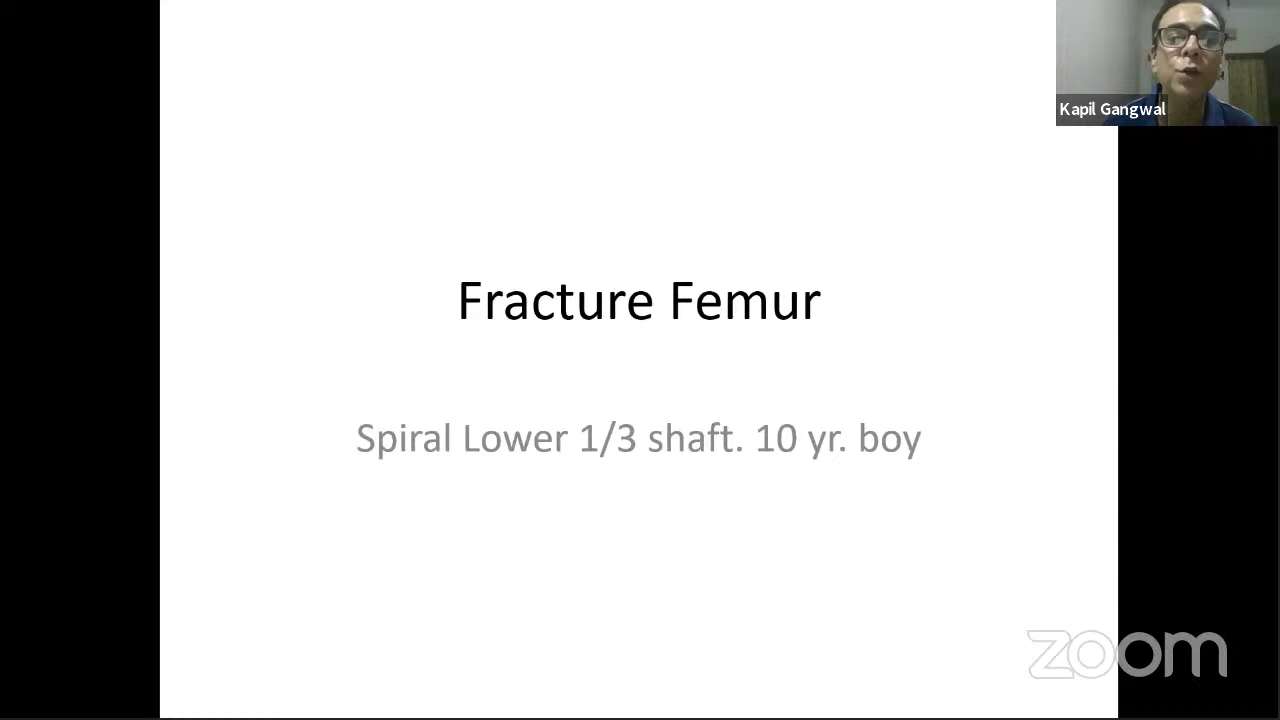 Kapil Gangwal
Fracture Femur
Spiral Lower 1/3 shaft. 10 yr. boy
zoom